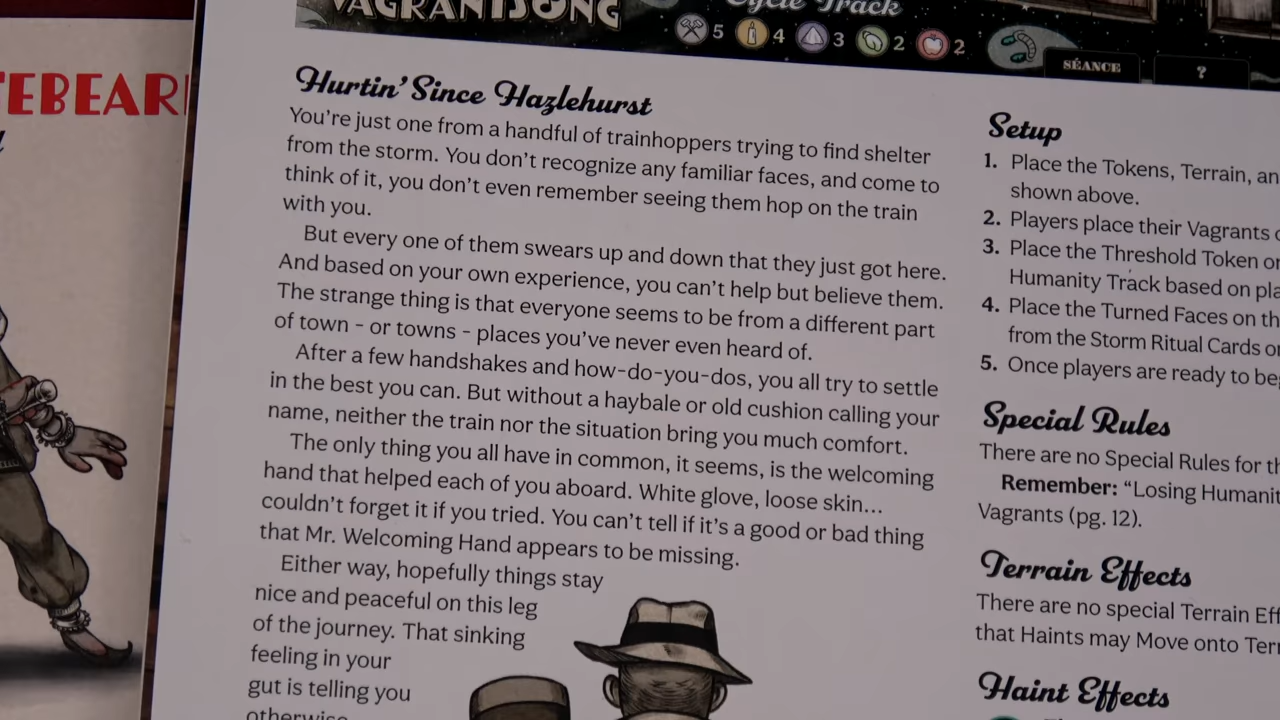 EBEAR
VAGRANTSONG
Cycle Track
5 4 3 2 2
SÉANCE
?
Hurtin' Since Hazlehurst
You're just one from a handful of trainhoppers trying to find shelter
from the storm. You don't recognize any familiar faces, and come to
think of it, you don't even remember seeing them hop on the train
with you.
But every one of them swears up and down that they just got here.
And based on your own experience, you can't help but believe them.
The strange thing is that everyone seems to be from a different part
of town - or towns - places you've never even heard of.
After a few handshakes and how-do-you-dos, you all try to settle
in the best you can. But without a haybale or old cushion calling your
name, neither the train nor the situation bring you much comfort.
The only thing you all have in common, it seems, is the welcoming
hand that helped each of you aboard. White glove, loose skin...
couldn't forget it if you tried. You can't tell if it's a good or bad thing
that Mr. Welcoming Hand appears to be missing.
Either way, hopefully things stay
nice and peaceful on this leg
of the journey. That sinking
feeling in your
gut is telling you
otherwise
Setup
1. Place the Tokens, Terrain, an
shown above.
2. Players place their Vagrants
3. Place the Threshold Token o
Humanity Track based on pla
4. Place the Turned Faces on th
from the Storm Ritual Cards o
5. Once players are ready to be
Special Rules
There are no Special Rules for th
Remember: "Losing Humanit
Vagrants (pg. 12).
Terrain Effects
There are no special Terrain Eff
that Haints may Move onto Terr
Haint Effects